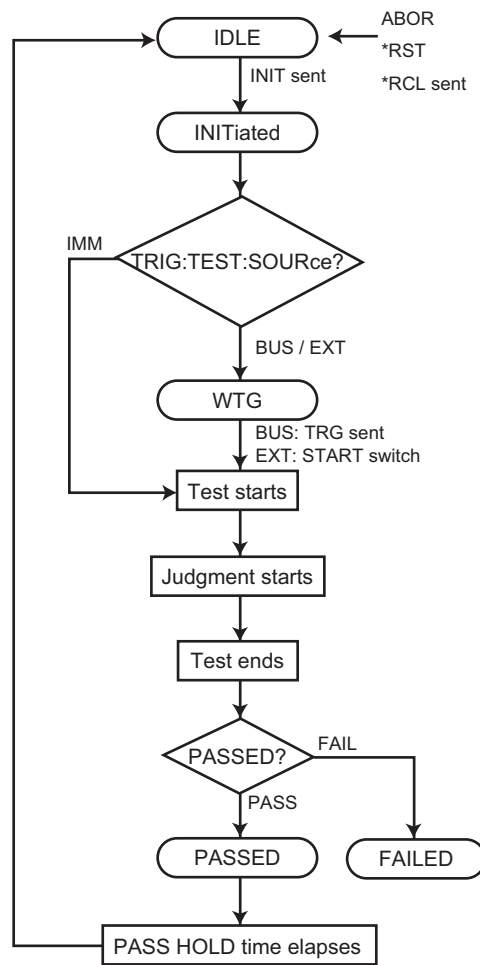 ABOR
IDLE
*RST
*RCL sent
INIT sent
INITiated
IMM
TRIG:TEST:SOURce?
BUS / EXT
WTG
BUS: TRG sent
EXT: START switch
Test starts
Judgment starts
Test ends
PASSED?
FAIL
PASS
PASSED
FAILED
PASS HOLD time elapses